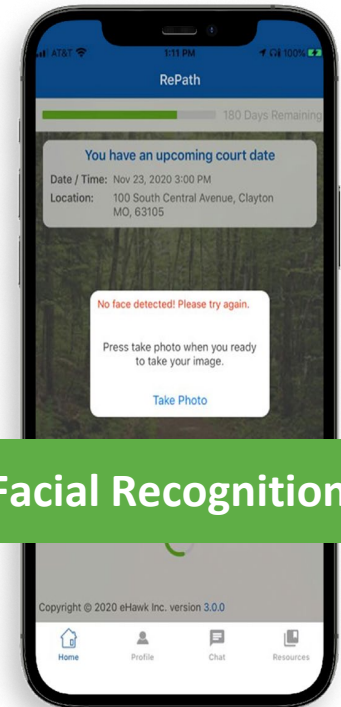 AT&T 1:11 PM 100%
RePath
180 Days Remaining
You have an upcoming court date
Date / Time: Nov 23, 2020 3:00 PM
Location: 100 South Central Avenue, Clayton
MO, 63105
No face detected! Please try again.
Press take photo when you ready
to take your image.
Take Photo
Facial Recognition
Copyright © 2020 eHawk Inc. version 3.0.0
Home Profile Chat Resources